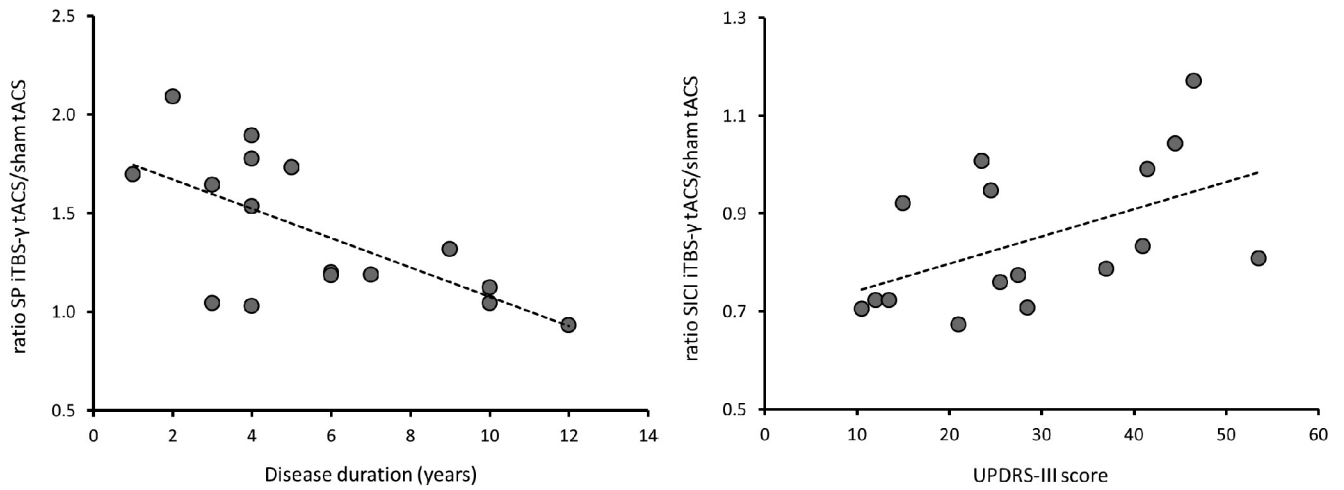 2.5
2.0
1.5
1.0
0.5
ratio SP iTBS-γ tACS/sham tACS
0 2 4 6 8 10 12 14
Disease duration (years)
1.3
1.1
0.9
0.7
0.5
ratio SICI iTBS-γ tACS/sham tACS
0 10 20 30 40 50 60
UPDRS-III score